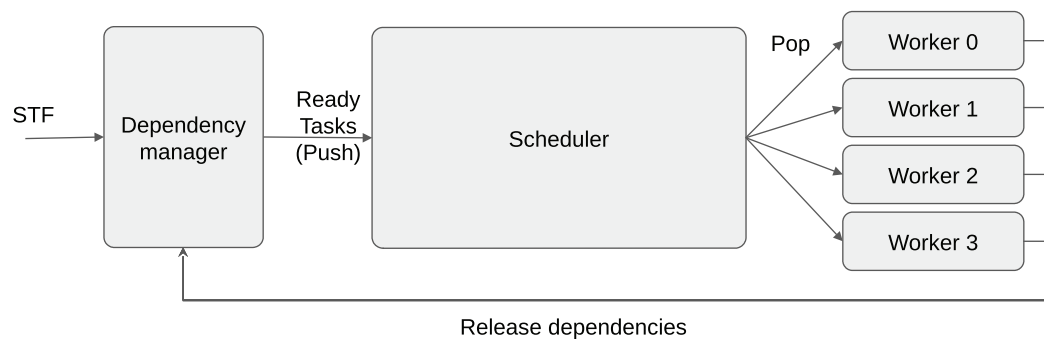 STF
Dependency
manager
Ready
Tasks
(Push)
Scheduler
Pop
Worker 0
Worker 1
Worker 2
Worker 3
Release dependencies